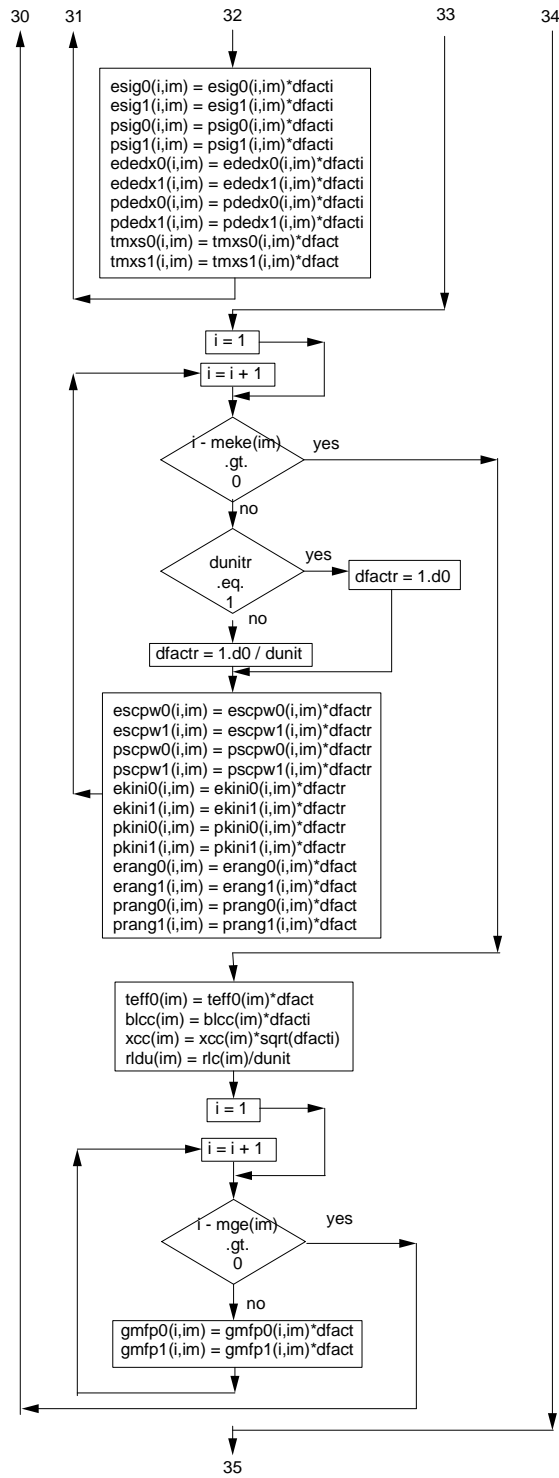 30 31 32 33 34
esig0(i,im) = esig0(i,im)*dfacti
esig1(i,im) = esig1(i,im)*dfacti
psig0(i,im) = psig0(i,im)*dfacti
psig1(i,im) = psig1(i,im)*dfacti
ededx0(i,im) = ededx0(i,im)*dfacti
ededx1(i,im) = ededx1(i,im)*dfacti
pdedx0(i,im) = pdedx0(i,im)*dfacti
pdedx1(i,im) = pdedx1(i,im)*dfacti
tmxs0(i,im) = tmxs0(i,im)*dfact
tmxs1(i,im) = tmxs1(i,im)*dfact
i = 1
i = i + 1
i - meke(im)
.gt.
0
yes
no
dunitr
.eq.
1
yes
no
dfactr = 1.d0
dfactr = 1.d0 / dunit
escpw0(i,im) = escpw0(i,im)*dfactr
escpw1(i,im) = escpw1(i,im)*dfactr
pscpw0(i,im) = pscpw0(i,im)*dfactr
pscpw1(i,im) = pscpw1(i,im)*dfactr
ekini0(i,im) = ekini0(i,im)*dfactr
ekini1(i,im) = ekini1(i,im)*dfactr
pkini0(i,im) = pkini0(i,im)*dfactr
pkini1(i,im) = pkini1(i,im)*dfactr
erang0(i,im) = erang0(i,im)*dfact
erang1(i,im) = erang1(i,im)*dfact
prang0(i,im) = prang0(i,im)*dfact
prang1(i,im) = prang1(i,im)*dfact
teff0(im) = teff0(im)*dfact
blcc(im) = blcc(im)*dfacti
xcc(im) = xcc(im)*sqrt(dfacti)
rldu(im) = rlc(im)/dunit
i = 1
i = i + 1
i - mge(im)
.gt.
0
yes
no
gmfp0(i,im) = gmfp0(i,im)*dfact
gmfp1(i,im) = gmfp1(i,im)*dfact
35